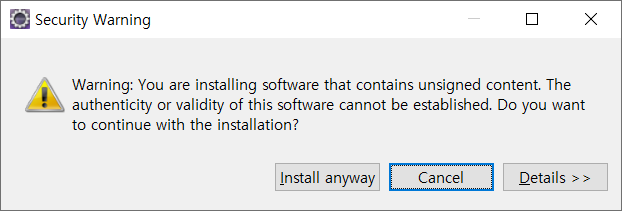 Security Warning
Warning: You are installing software that contains unsigned content. The
authenticity or validity of this software cannot be established. Do you want
to continue with the installation?
Install anyway
Cancel
Details >>